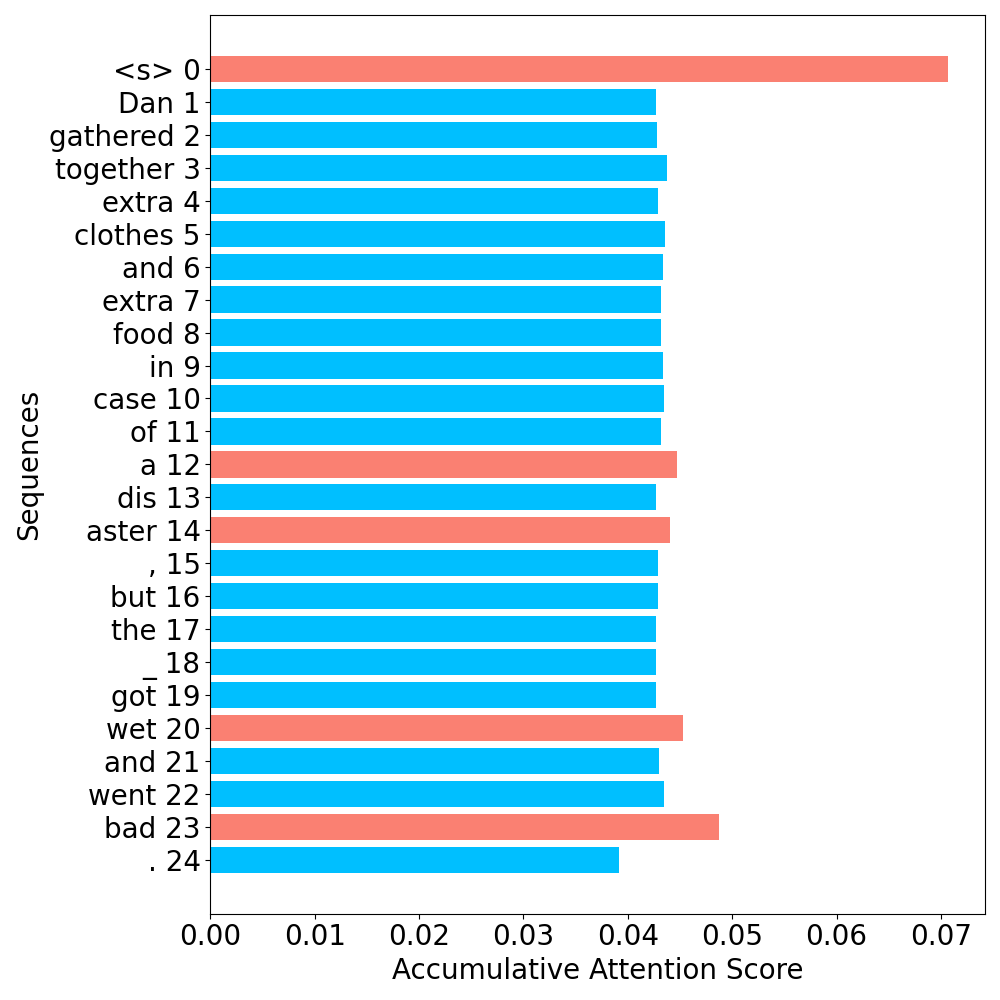 <s> 0
Dan 1
gathered 2
together 3
extra 4
clothes 5
and 6
extra 7
food 8
in 9
case 10
of 11
a 12
dis 13
aster 14
, 15
but 16
the 17
_ 18
got 19
wet 20
and 21
went 22
bad 23
. 24
Sequences
0.00 0.01 0.02 0.03 0.04 0.05 0.06 0.07
Accumulative Attention Score